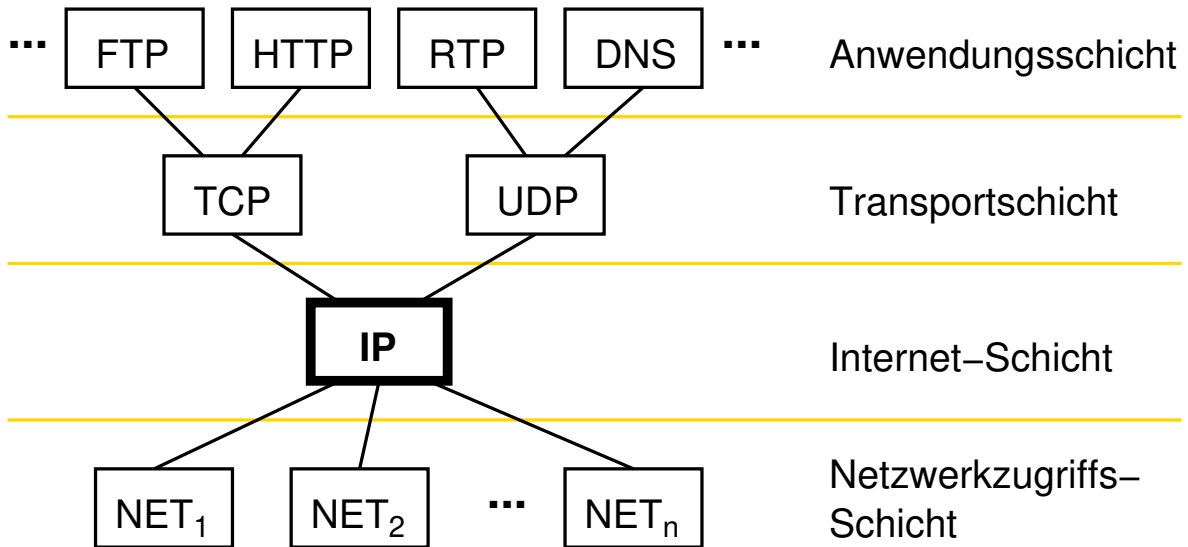 ... FTP HTTP RTP DNS ... Anwendungsschicht
TCP UDP Transportschicht
IP Internet−Schicht
NET1 NET2 ... NETn Netzwerkzugriffs−
Schicht